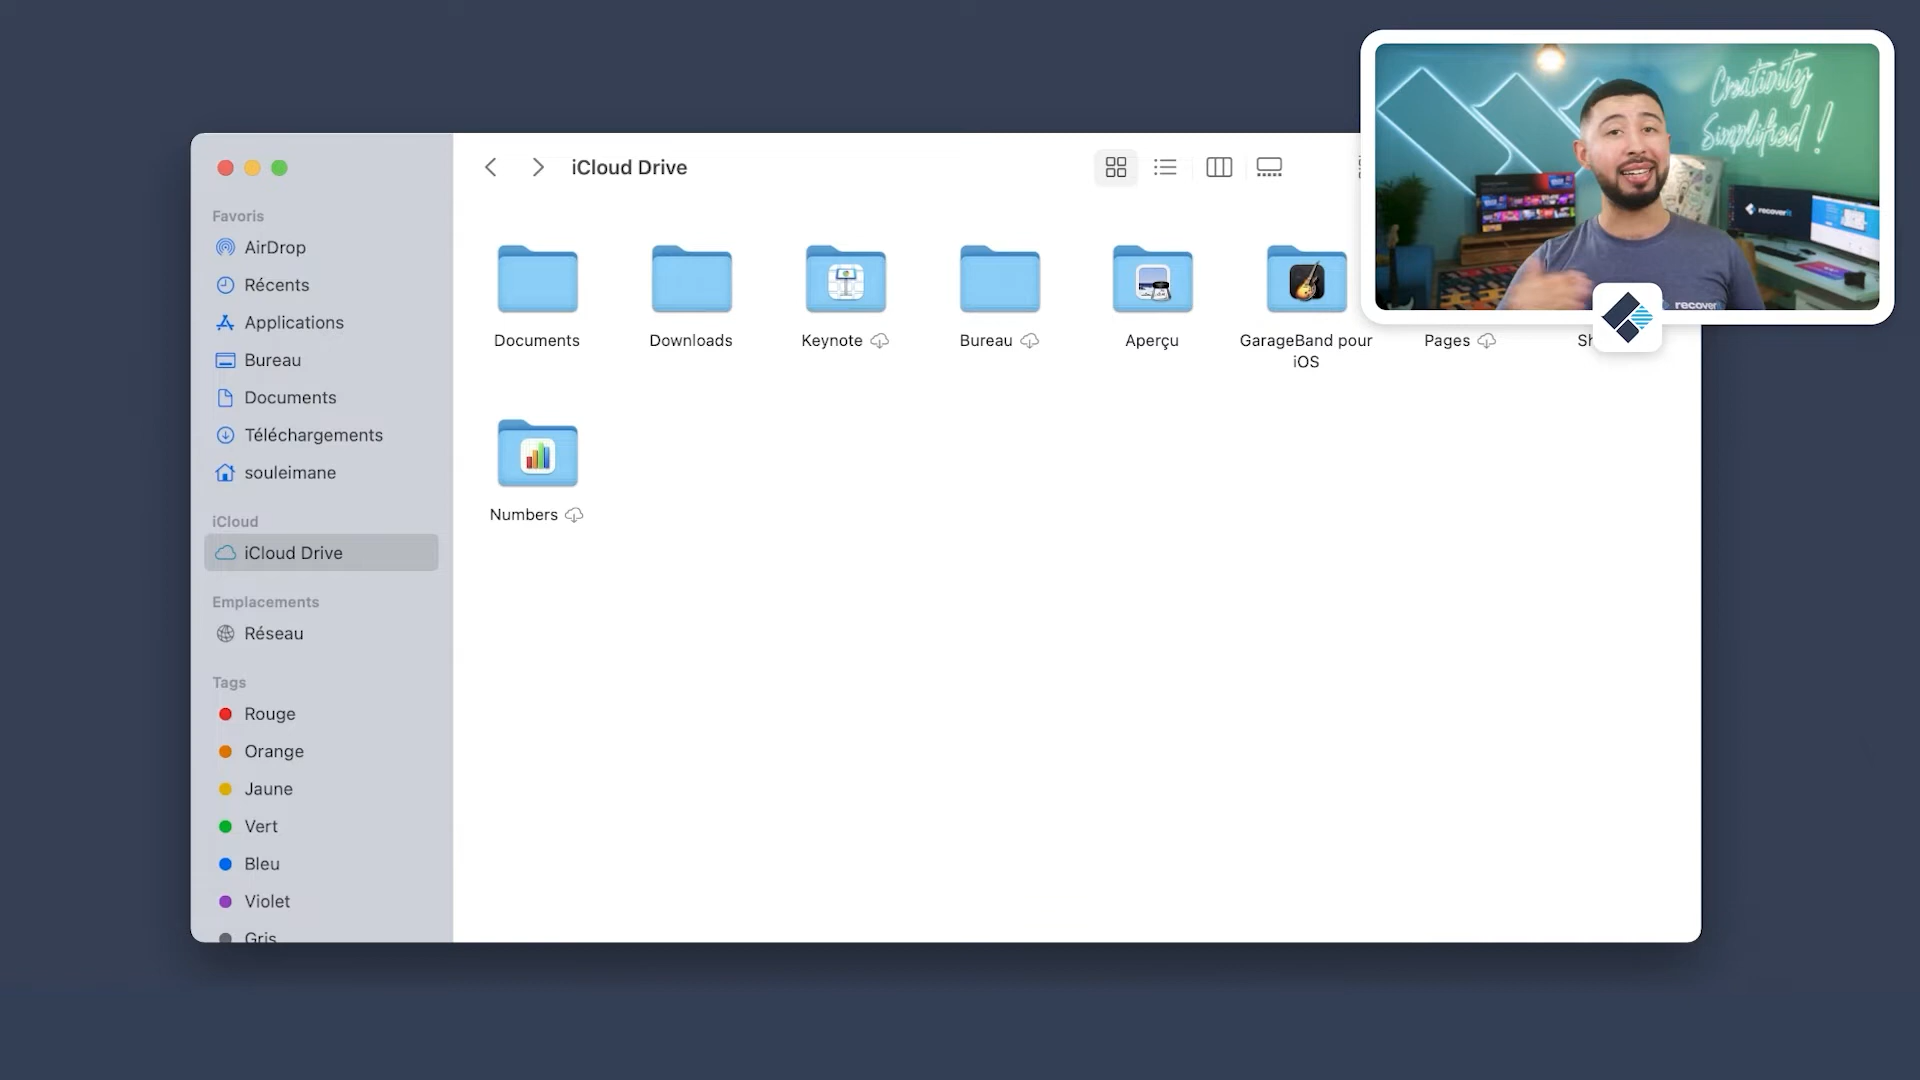 Favoris
AirDrop
Récents
Applications
Bureau
Documents
Téléchargements
souleimane
iCloud
iCloud Drive
Emplacements
Réseau
Tags
Rouge
Orange
Jaune
Vert
Bleu
Violet
Gris
iCloud Drive
Documents
Downloads
Keynote
Bureau
Aperçu
GarageBand pour
iOS
Pages
Numbers
Creativity
Simplified !
recoverit